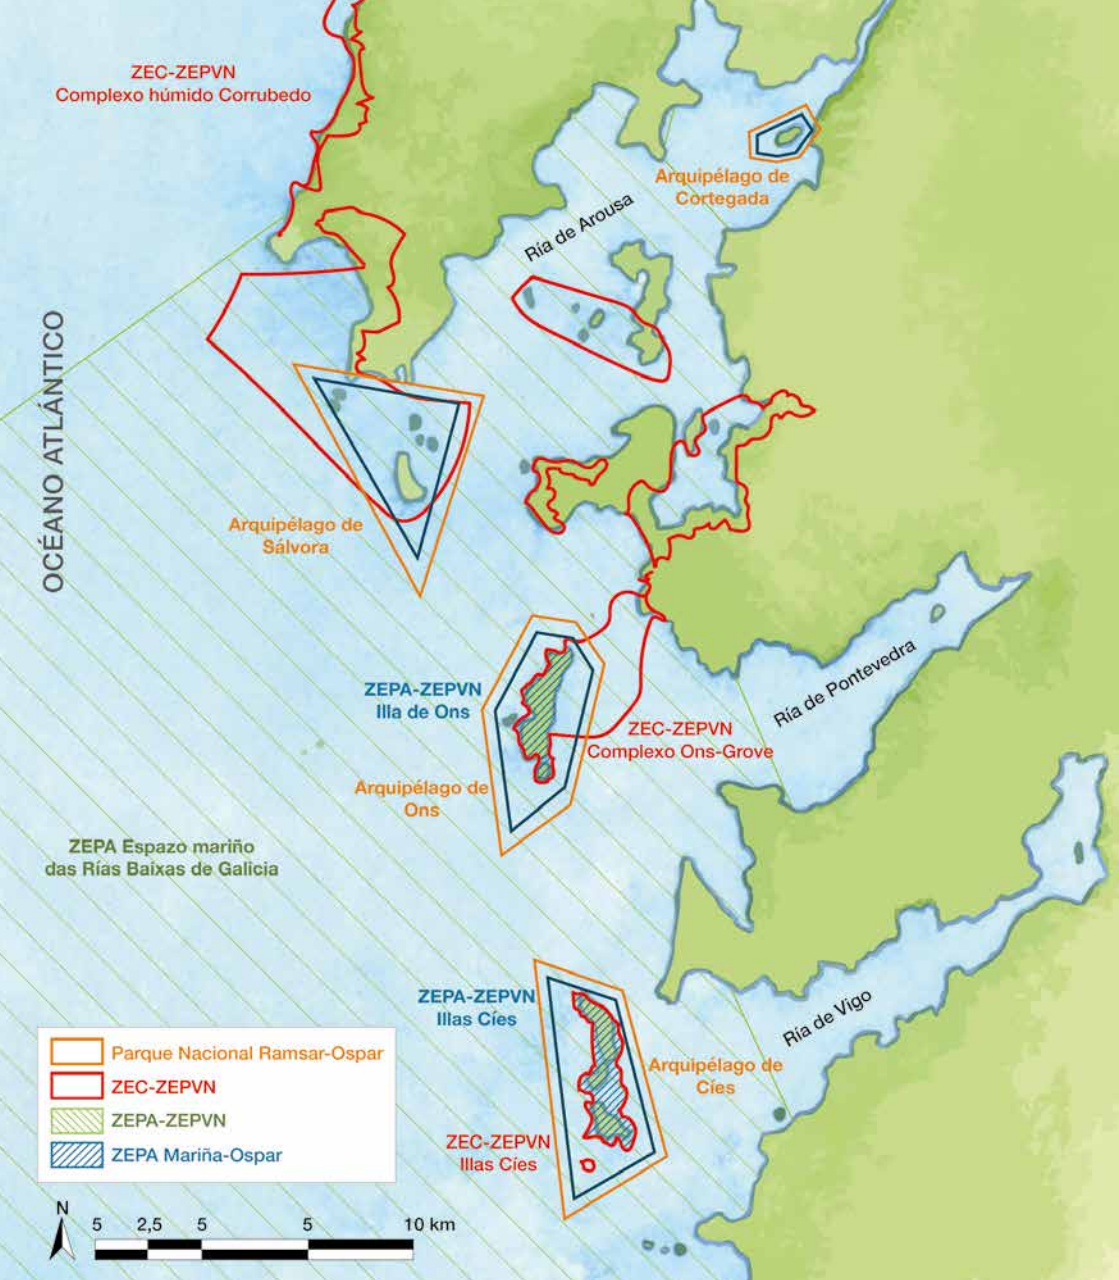 ZEC-ZEPVN
Complexo húmido Corrubedo
Arquipélago de
Cortegada
Ría de Arousa
OCÉANO ATLÁNTICO
Arquipélago de
Sálvora
Ría de Pontevedra
ZEPA-ZEPVN
Illa de Ons
ZEC-ZEPVN
Complexo Ons-Grove
Arquipélago de
Ons
ZEPA Espazo mariño
das Rías Baixas de Galicia
ZEPA-ZEPVN
Illas Cíes
Ría de Vigo
Arquipélago de
Cíes
ZEC-ZEPVN
Illas Cíes
Parque Nacional Ramsar-Ospar
ZEC-ZEPVN
ZEPA-ZEPVN
ZEPA Mariña-Ospar
N
5 2,5 5 5 10 km